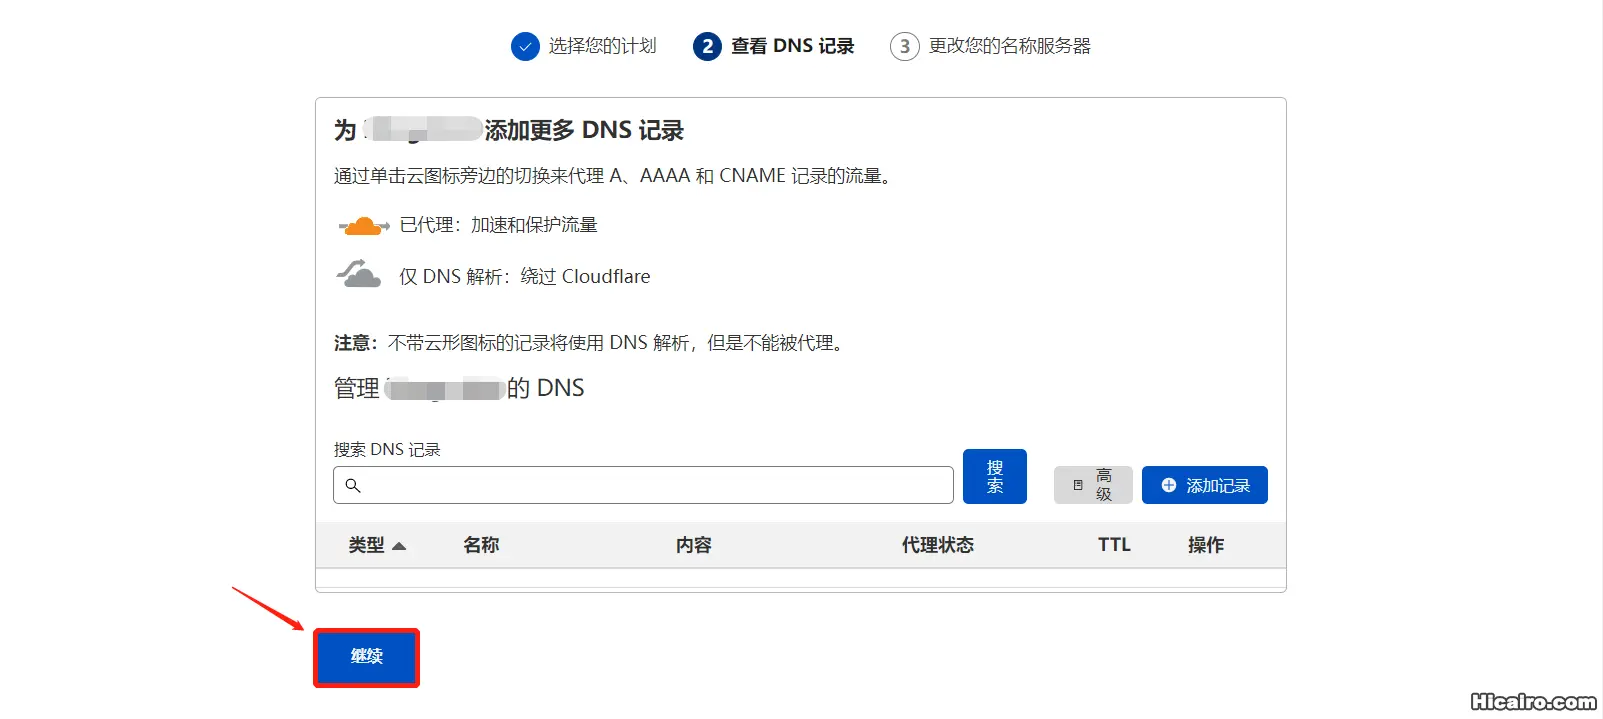 选择您的计划 2 查看 DNS 记录 3 更改您的名称服务器
为 添加更多 DNS 记录
通过单击云图标旁边的切换来代理 A、AAAA 和 CNAME 记录的流量。
已代理：加速和保护流量
仅 DNS 解析：绕过 Cloudflare
注意：不带云形图标的记录将使用 DNS 解析，但是不能被代理。
管理 的 DNS
搜索 DNS 记录
搜索
高级
添加记录
类型 名称 内容 代理状态 TTL 操作
继续
Hicairo.com